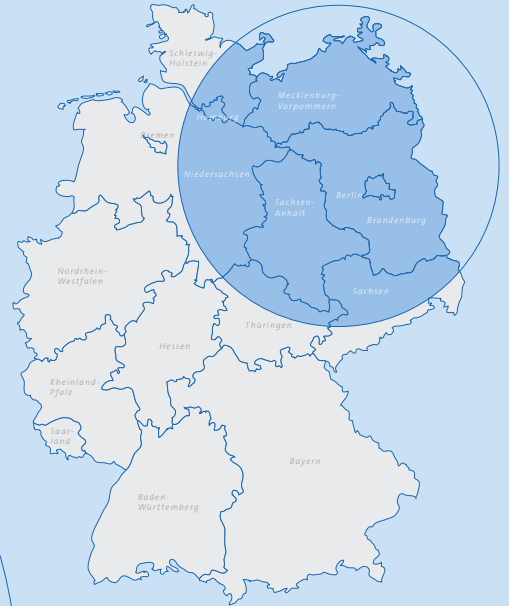 Schleswig-
Holstein
Mecklenburg-
Vorpommern
Hamburg
Bremen
Niedersachsen
Berlin
Sachsen-
Anhalt
Brandenburg
Nordrhein-
Westfalen
Sachsen
Thüringen
Hessen
Rheinland-
Pfalz
Saar-
land
Bayern
Baden-
Württemberg